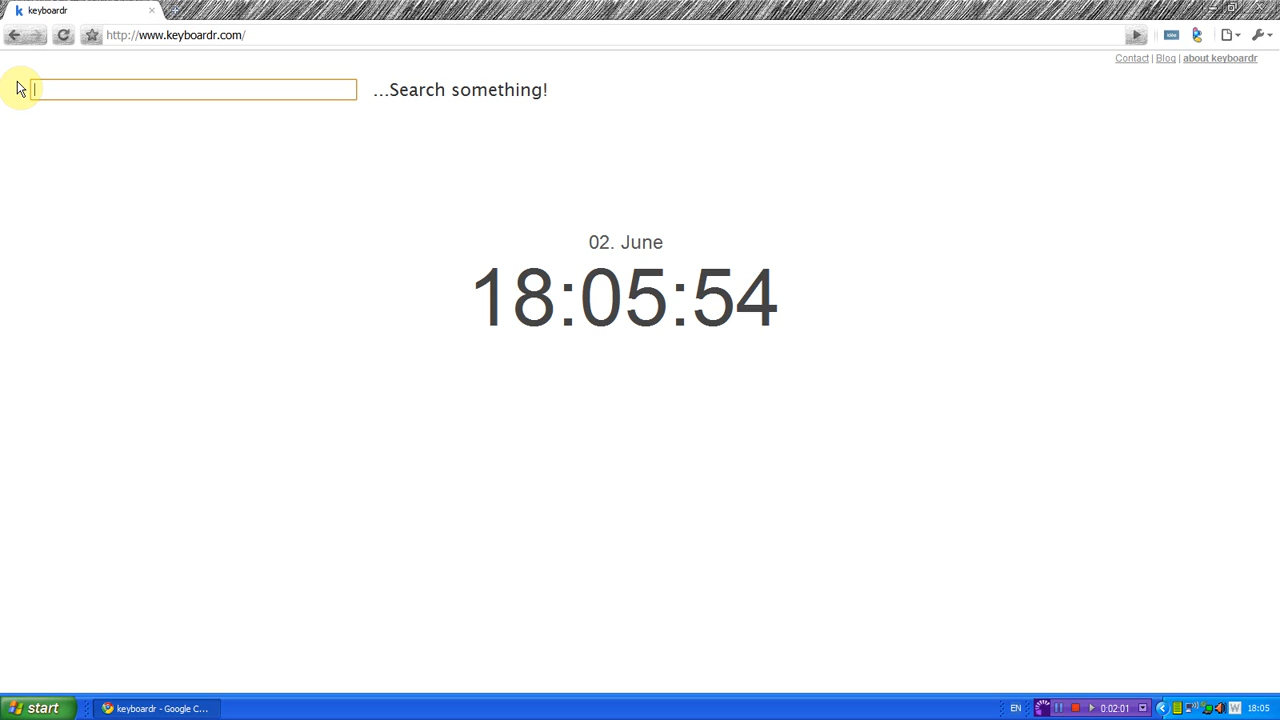 keyboardr
http://www.keyboardr.com/
Contact | Blog | about keyboardr
...Search something!
02. June
18:05:54
start
keyboardr - Google C...
EN
0:02:01
18:05